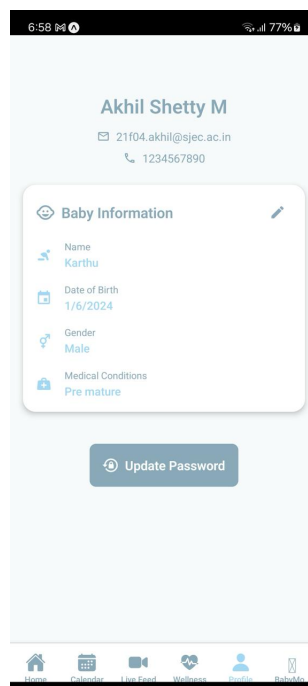 6:58
77%
Akhil Shetty M
21f04.akhil@sjec.ac.in
1234567890
Baby Information
Name
Karthu
Date of Birth
1/6/2024
Gender
Male
Medical Conditions
Pre mature
Update Password
Home Calendar Live Feed Wellness Profile BabyMo